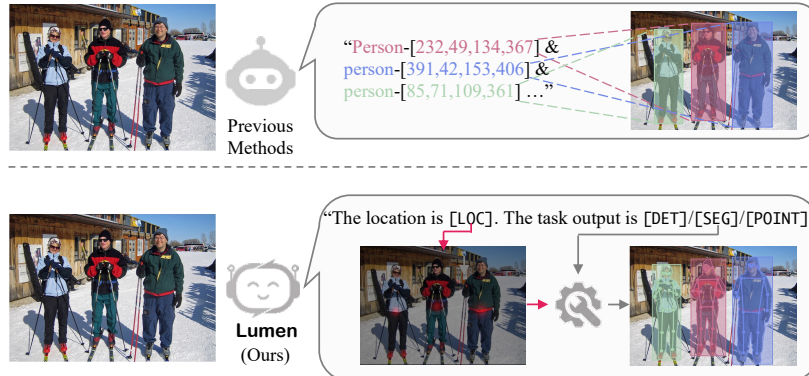 “Person-[232,49,134,367] &
person-[391,42,153,406] &
person-[85,71,109,361] …”
Previous
Methods
“The location is [LOC]. The task output is [DET]/[SEG]/[POINT]
Lumen
(Ours)